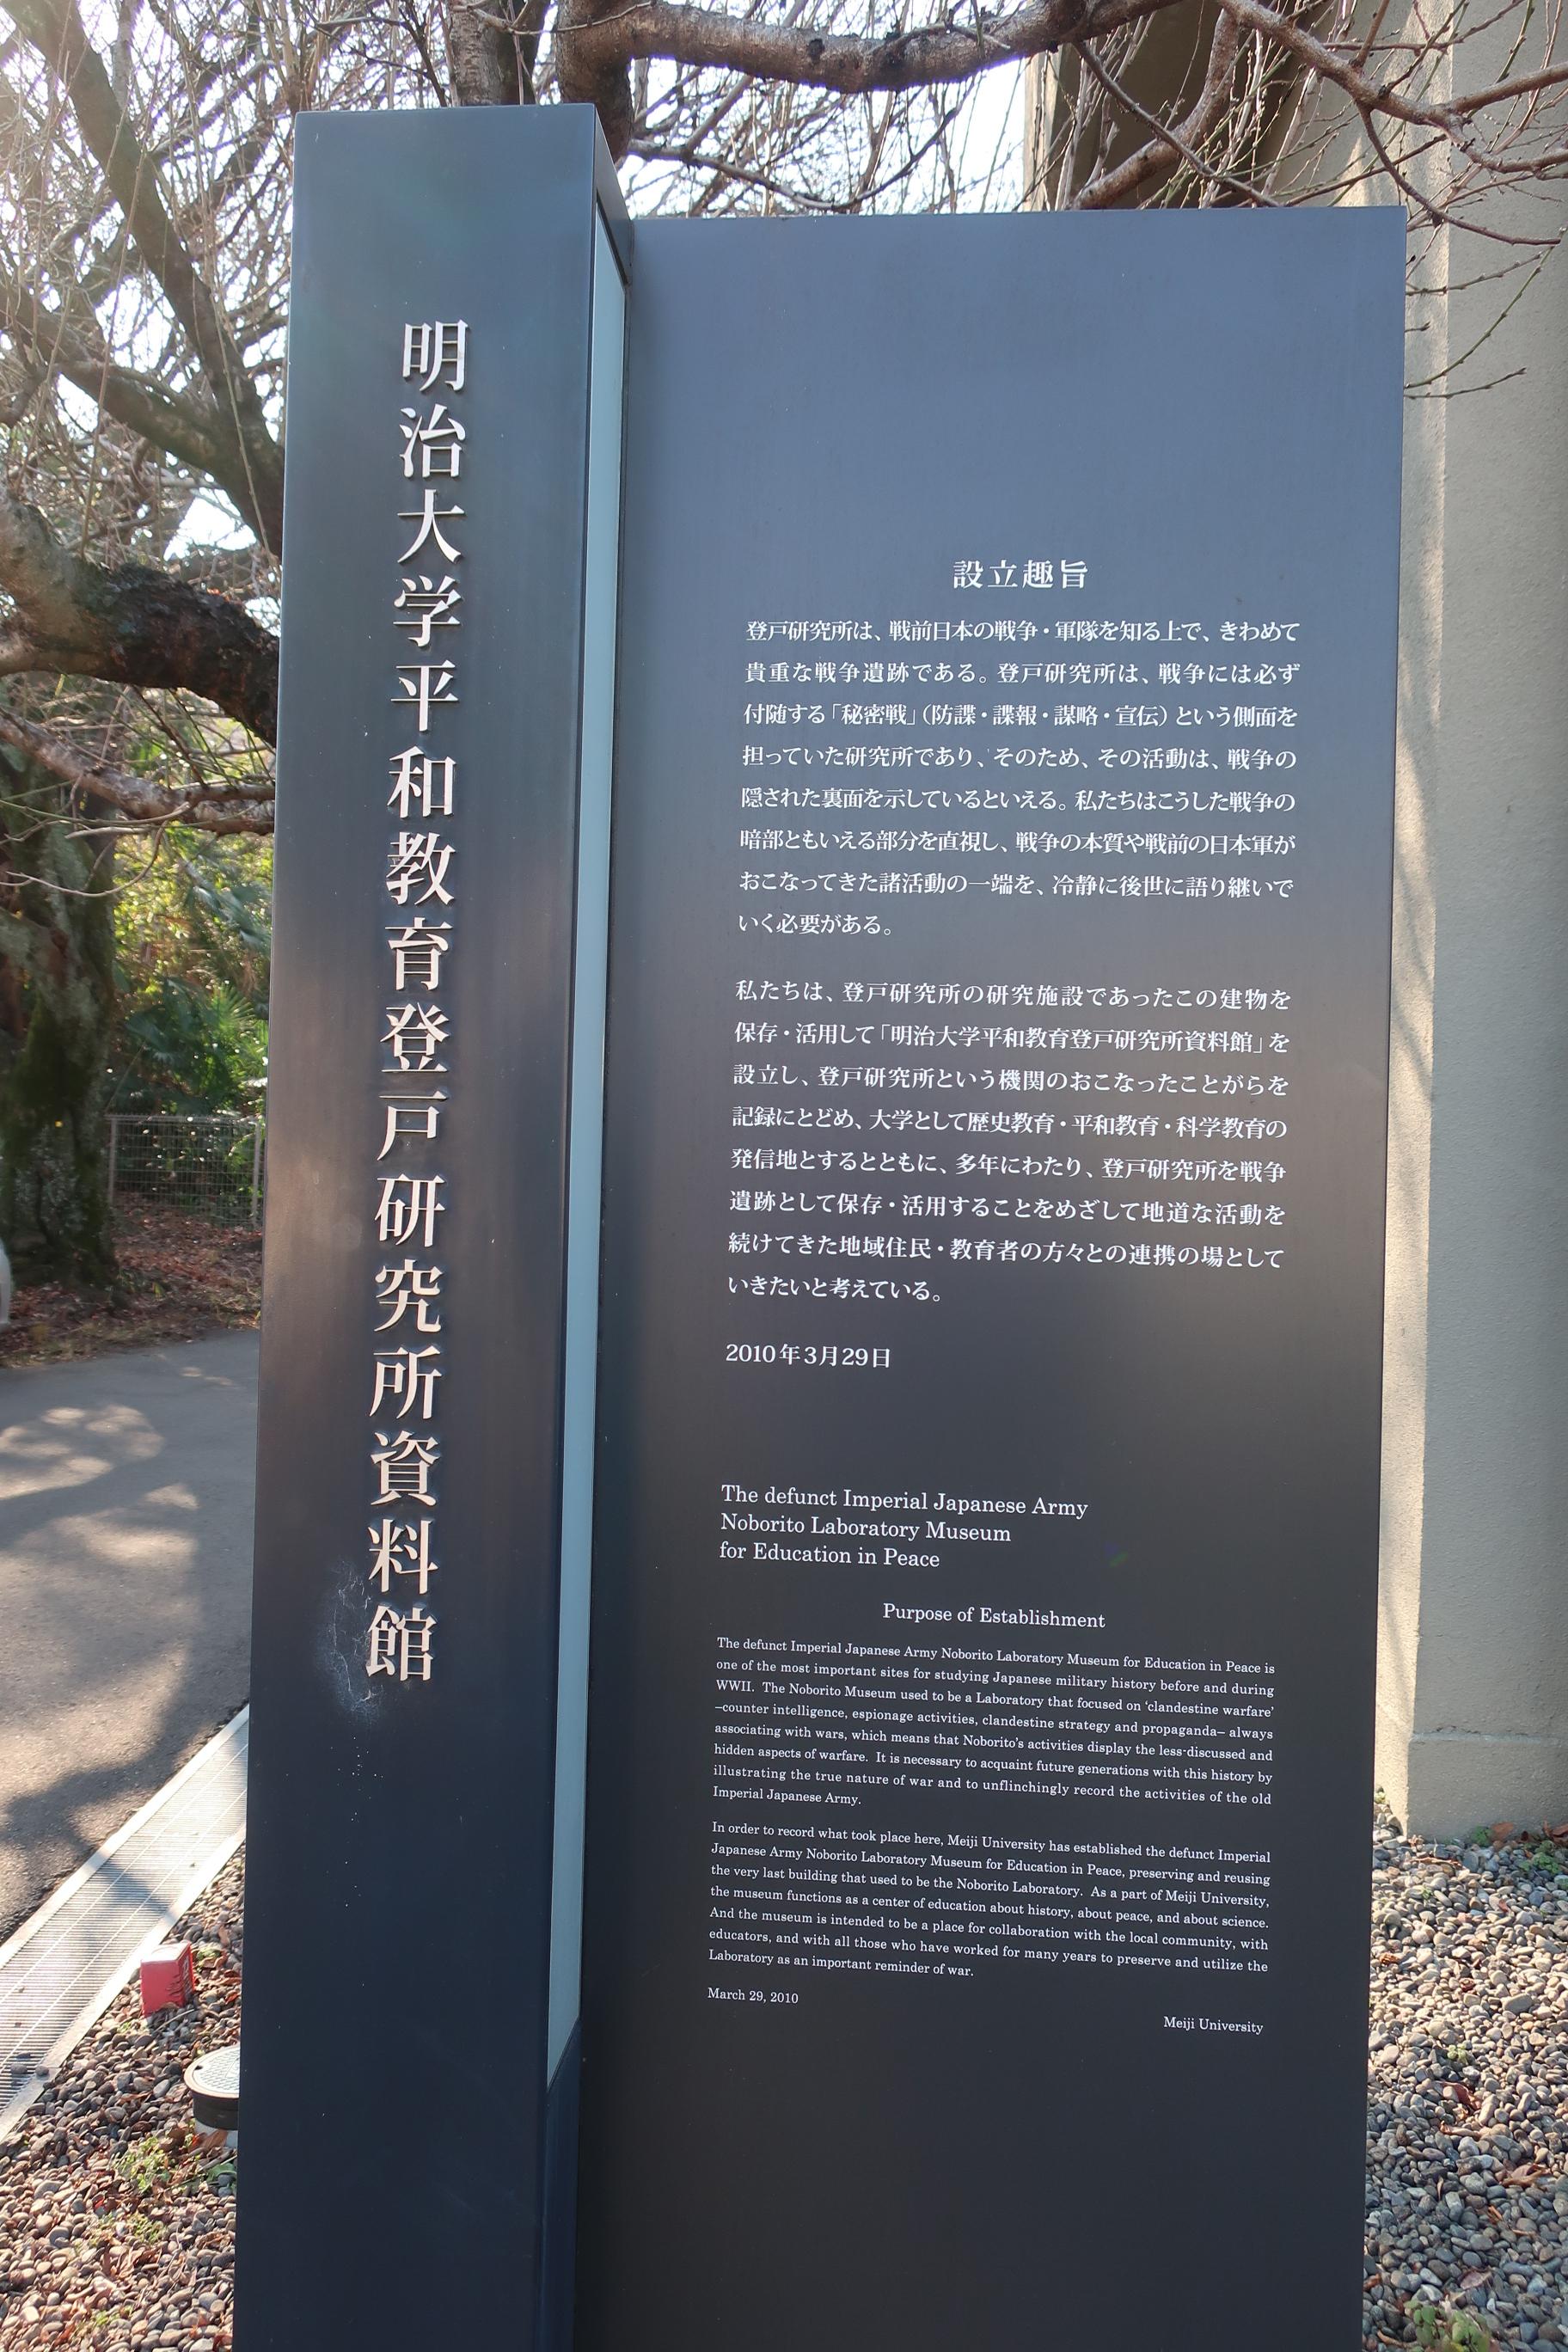 明治大学平和教育登戸研究所資料館
設立趣旨
登戸研究所は、戦前日本の戦争・軍隊を知る上で、きわめて
貴重な戦争遺跡である。登戸研究所は、戦争には必ず
付随する「秘密戦」（防諜・諜報・謀略・宣伝）という側面を
担っていた研究所であり、そのため、その活動は、戦争の
隠された裏面を示しているといえる。私たちはこうした戦争の
暗部ともいえる部分を直視し、戦争の本質や戦前の日本軍が
おこなってきた諸活動の一端を、冷静に後世に語り継いで
いく必要がある。
私たちは、登戸研究所の研究施設であったこの建物を
保存・活用して「明治大学平和教育登戸研究所資料館」を
設立し、登戸研究所という機関のおこなったことがらを
記録にとどめ、大学として歴史教育・平和教育・科学教育の
発信地とするとともに、多年にわたり、登戸研究所を戦争
遺跡として保存・活用することをめざして地道な活動を
続けてきた地域住民・教育者の方々との連携の場として
いきたいと考えている。
2010年3月29日
The defunct Imperial Japanese Army
Noborito Laboratory Museum
for Education in Peace
Purpose of Establishment
The defunct Imperial Japanese Army Noborito Laboratory Museum for Education in Peace is
one of the most important sites for studying Japanese military history before and during
WWII. The Noborito Museum used to be a Laboratory that focused on ‘clandestine warfare’
–counter intelligence, espionage activities, clandestine strategy and propaganda– always
associating with wars, which means that Noborito’s activities display the less-discussed and
hidden aspects of warfare. It is necessary to acquaint future generations with this history by
illustrating the true nature of war and to unflinchingly record the activities of the old
Imperial Japanese Army.
In order to record what took place here, Meiji University has established the defunct Imperial
Japanese Army Noborito Laboratory Museum for Education in Peace, preserving and reusing
the very last building that used to be the Noborito Laboratory. As a part of Meiji University,
the museum functions as a center of education about history, about peace, and about science.
And the museum is intended to be a place for collaboration with the local community, with
educators, and with all those who have worked for many years to preserve and utilize the
Laboratory as an important reminder of war.
March 29, 2010
Meiji University